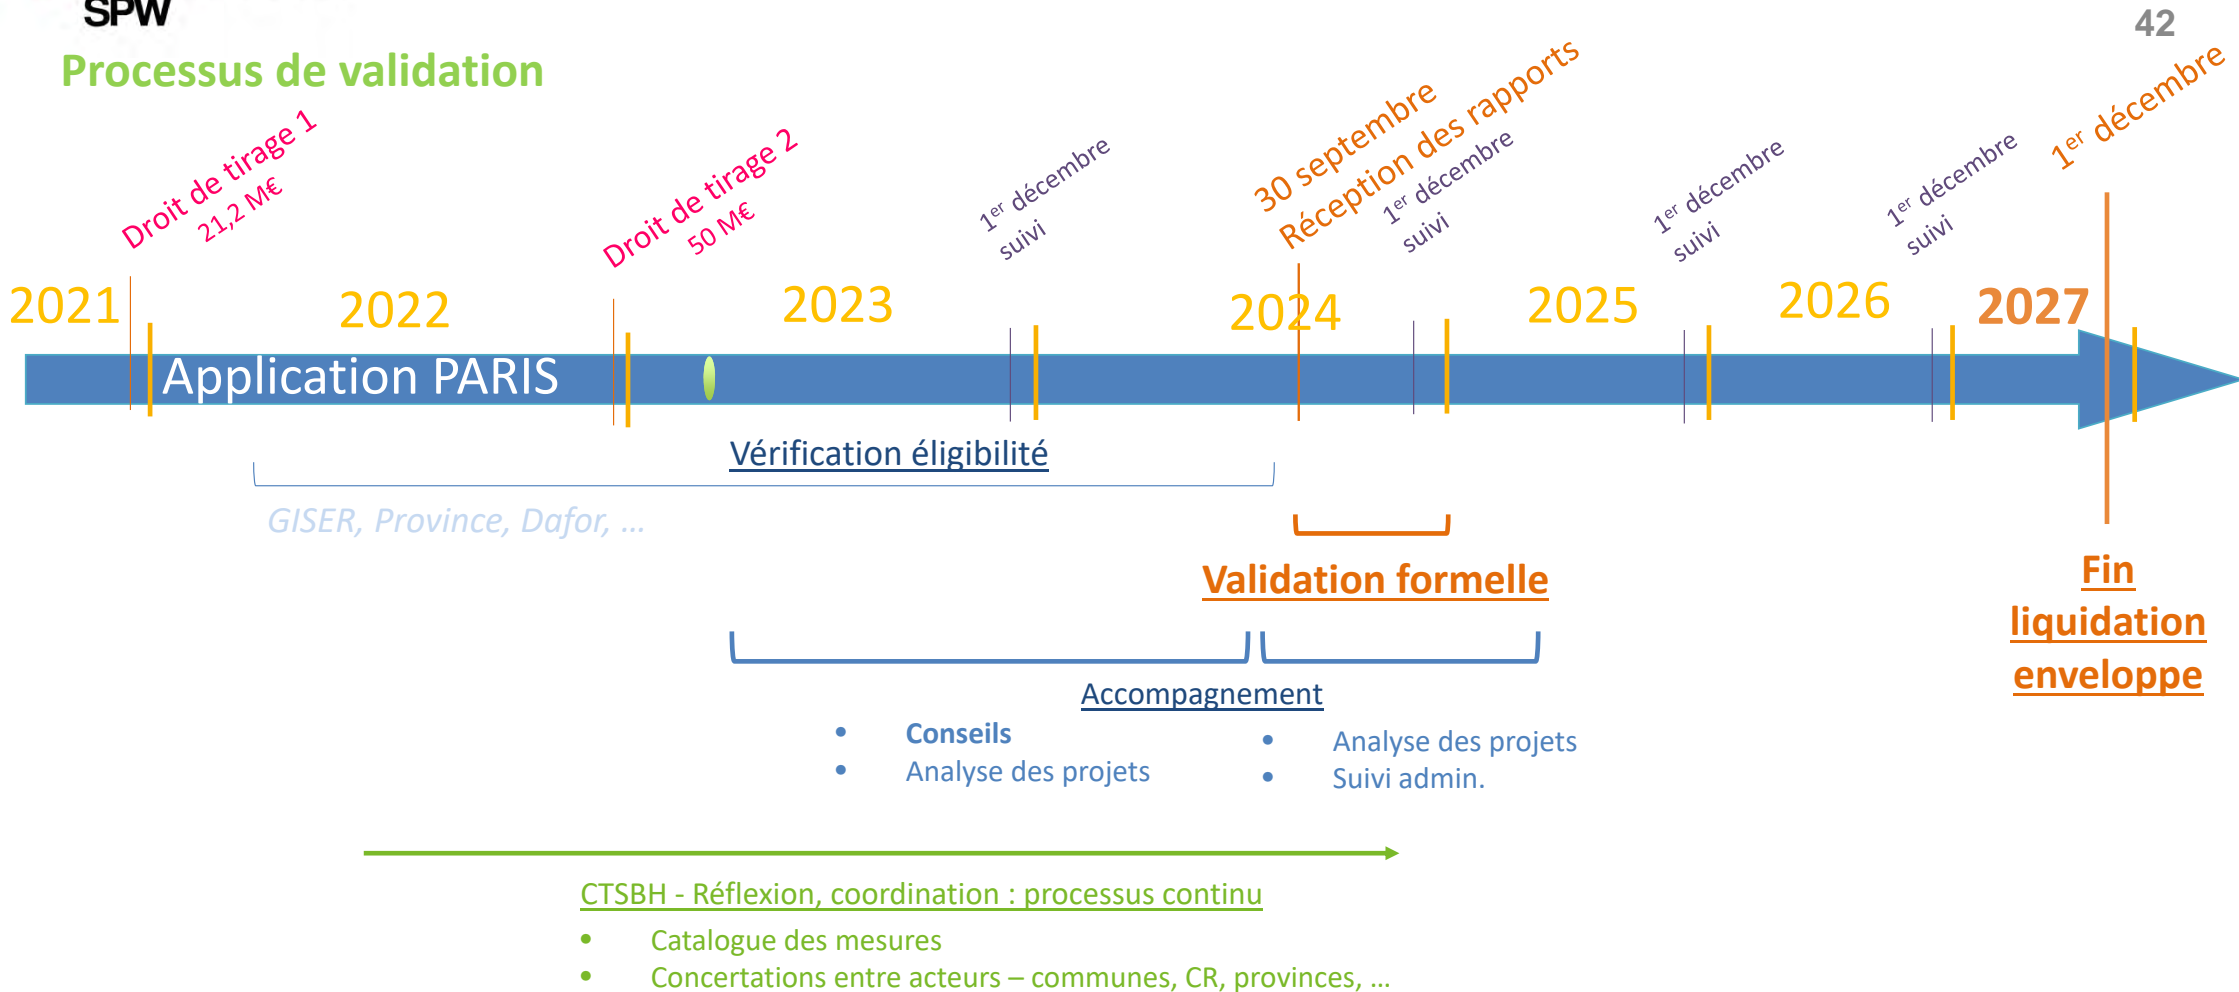 SPW
42
Processus de validation
Droit de tirage 1
21,2 M€
Droit de tirage 2
50 M€
1er décembre
suivi
30 septembre
Réception des rapports
1er décembre
suivi
1er décembre
suivi
1er décembre
suivi
1er décembre
2021
2022
2023
2024
2025
2026
2027
Application PARIS
Vérification éligibilité
GISER, Province, Dafor, ...
Validation formelle
Fin
liquidation
enveloppe
Accompagnement
• Conseils
• Analyse des projets
• Analyse des projets
• Suivi admin.
CTSBH - Réflexion, coordination : processus continu
• Catalogue des mesures
• Concertations entre acteurs – communes, CR, provinces, ...